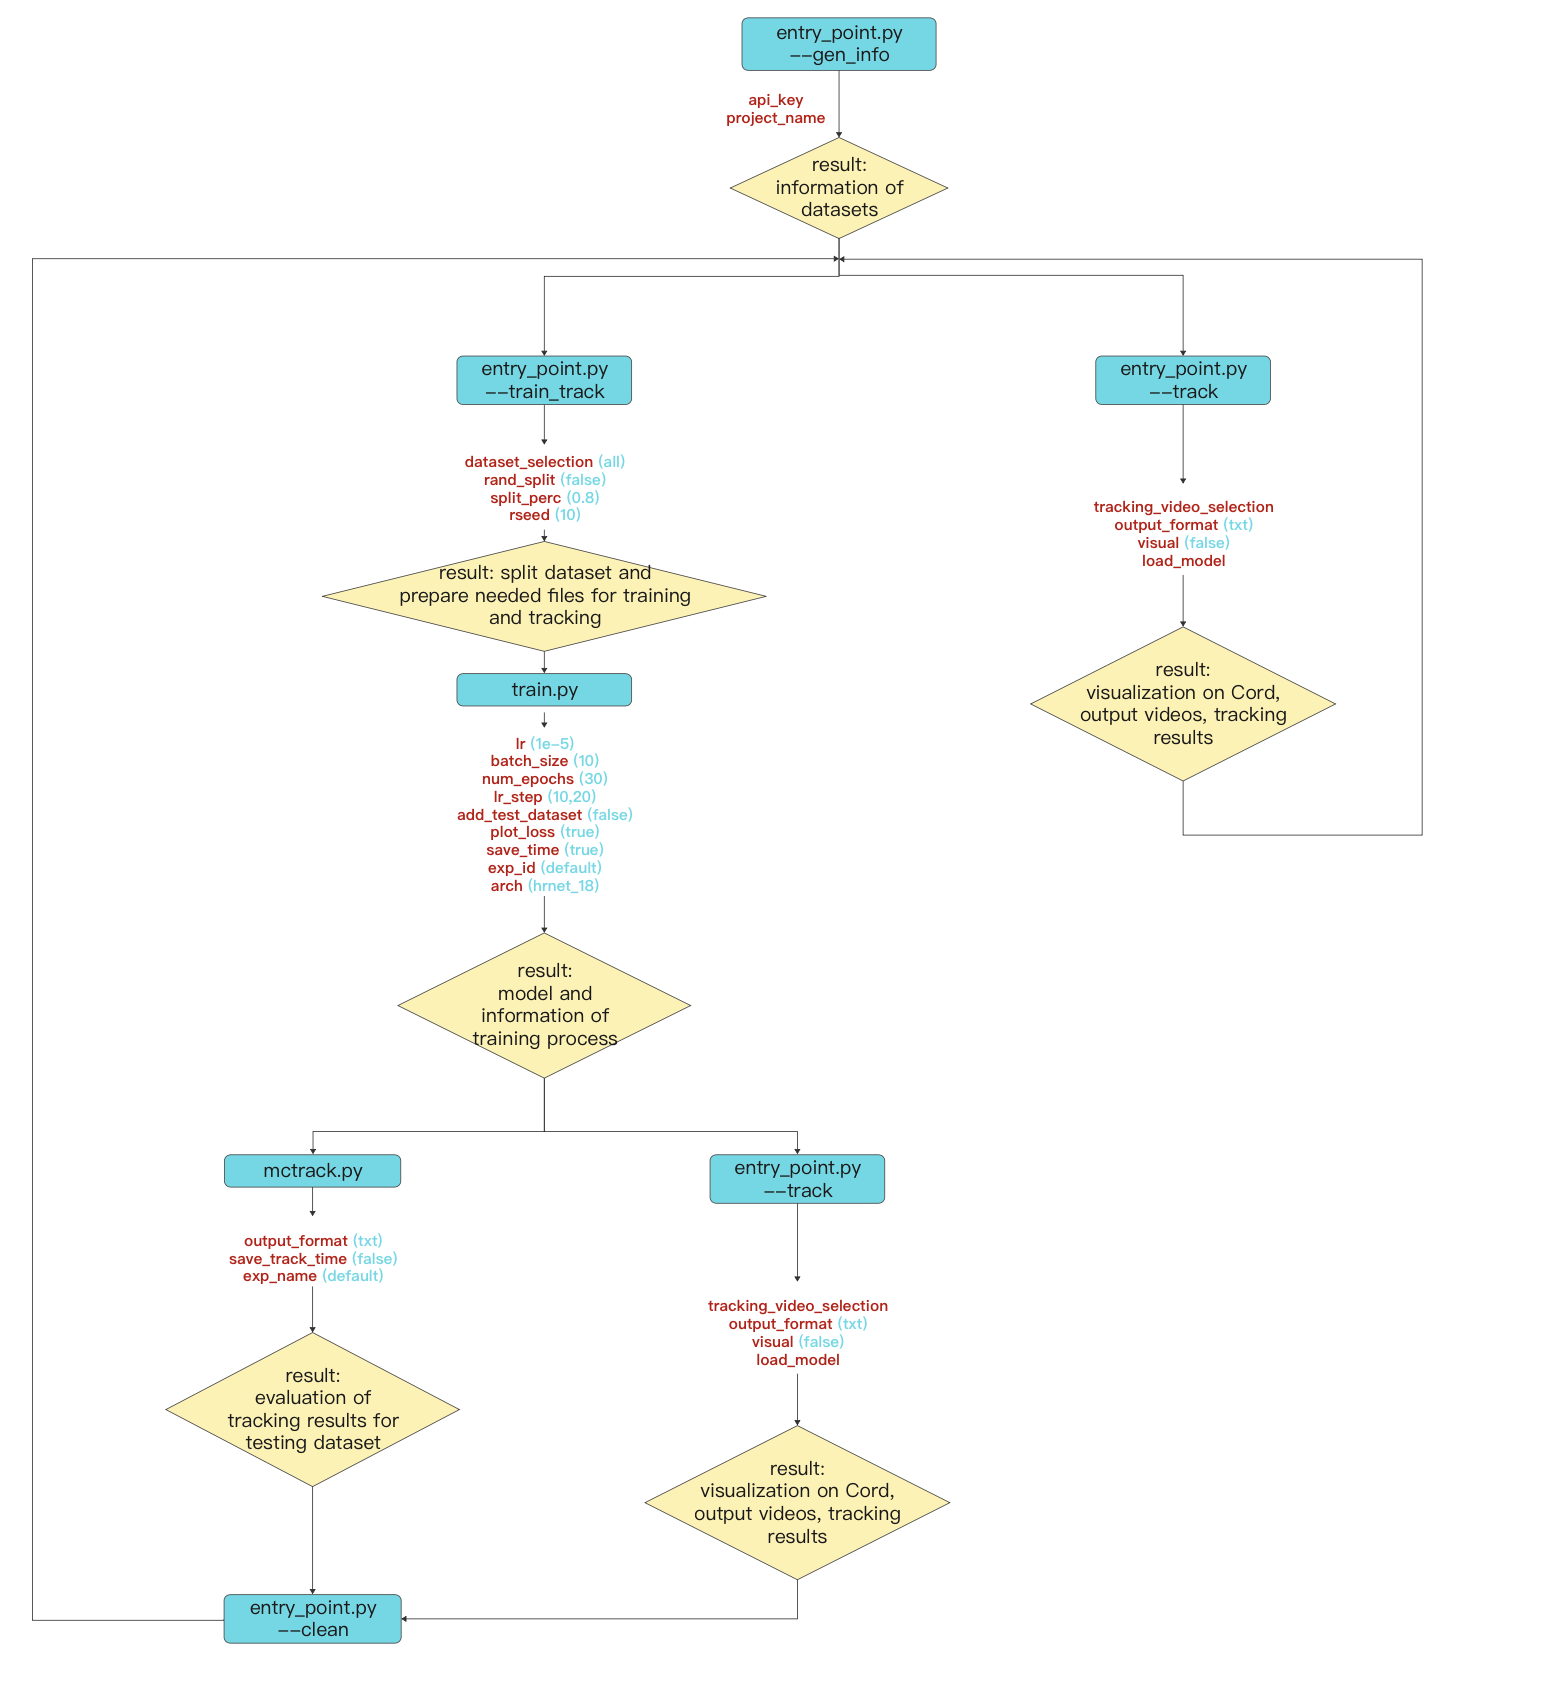 entry_point.py
--gen_info
api_key
project_name
result:
information of
datasets
entry_point.py
--train_track
dataset_selection (all)
rand_split (false)
split_perc (0.8)
rseed (10)
result: split dataset and
prepare needed files for training
and tracking
train.py
lr (1e-5)
batch_size (10)
num_epochs (30)
lr_step (10,20)
add_test_dataset (false)
plot_loss (true)
save_time (true)
exp_id (default)
arch (hrnet_18)
result:
model and
information of
training process
entry_point.py
--track
tracking_video_selection
output_format (txt)
visual (false)
load_model
result:
visualization on Cord,
output videos, tracking
results
mctrack.py
output_format (txt)
save_track_time (false)
exp_name (default)
result:
evaluation of
tracking results for
testing dataset
entry_point.py
--track
tracking_video_selection
output_format (txt)
visual (false)
load_model
result:
visualization on Cord,
output videos, tracking
results
entry_point.py
--clean